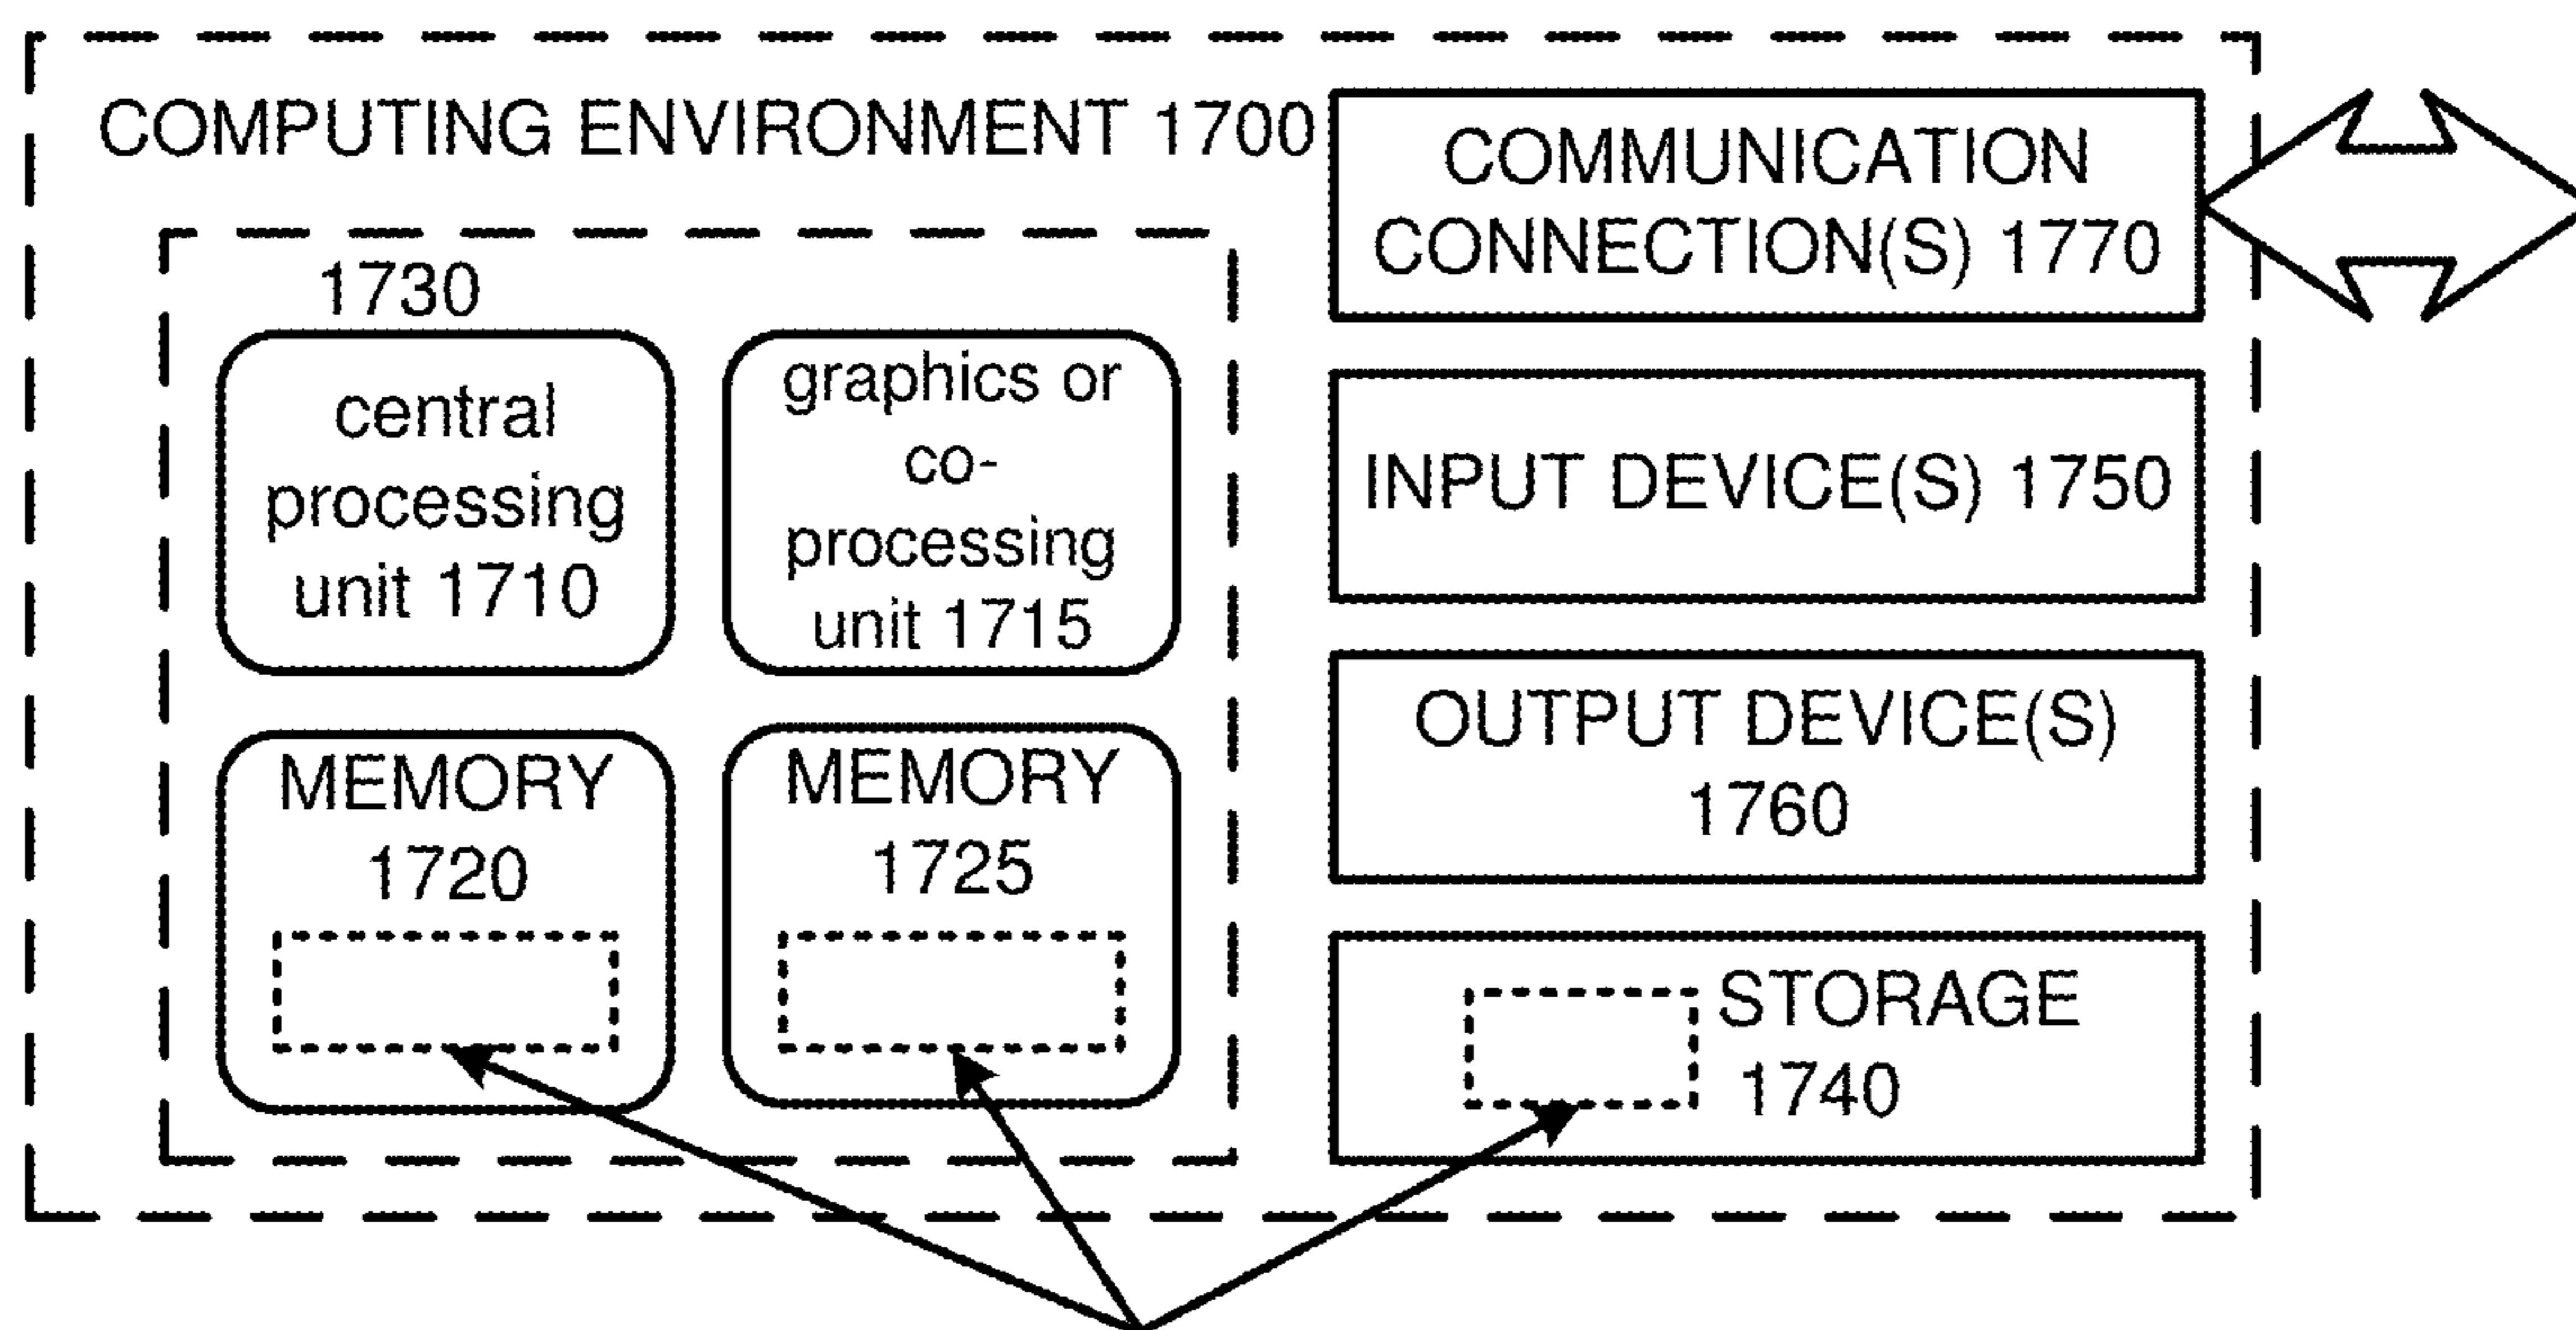 COMPUTING ENVIRONMENT 1700
1730
central
processing
unit 1710
graphics or
co-
processing
unit 1715
MEMORY
1720
MEMORY
1725
COMMUNICATION
CONNECTION(S) 1770
INPUT DEVICE(S) 1750
OUTPUT DEVICE(S)
1760
STORAGE
1740